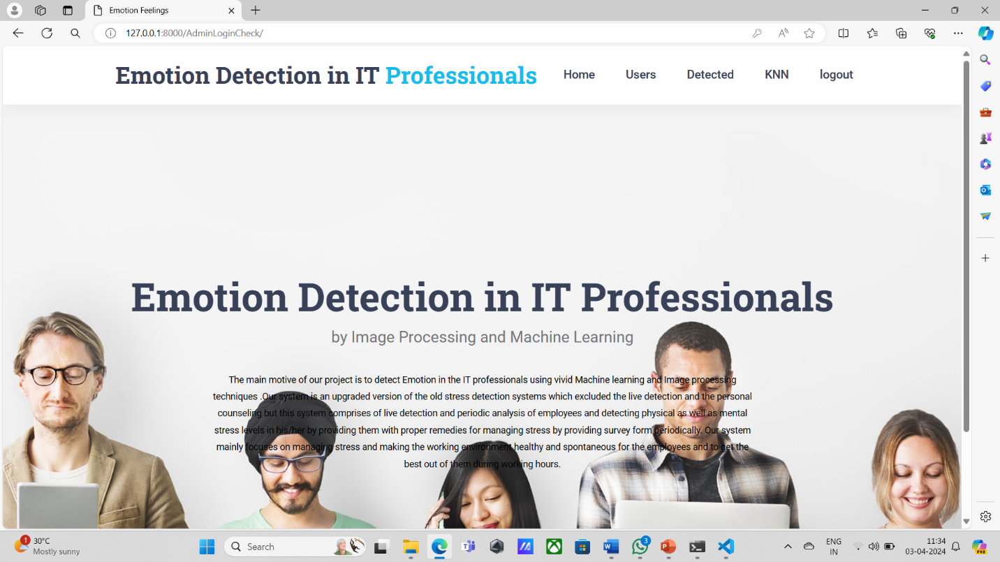 Emotion Feelings
127.0.0.1:8000/AdminLoginCheck/
Emotion Detection in IT Professionals
Home Users Detected KNN logout
Emotion Detection in IT Professionals
by Image Processing and Machine Learning
The main motive of our project is to detect Emotion in the IT professionals using vivid Machine learning and Image processing
techniques .Our system is an upgraded version of the old stress detection systems which excluded the live detection and the personal
counseling but this system comprises of live detection and periodic analysis of employees and detecting physical as well as mental
stress levels in his/her by providing them with proper remedies for managing stress by providing survey form periodically. Our system
mainly focuses on managing stress and making the working environment healthy and spontaneous for the employees and to get the
best out of them during working hours.
1
30°C
Mostly sunny
Search
3
ENG
IN
11:34
03-04-2024
PRE